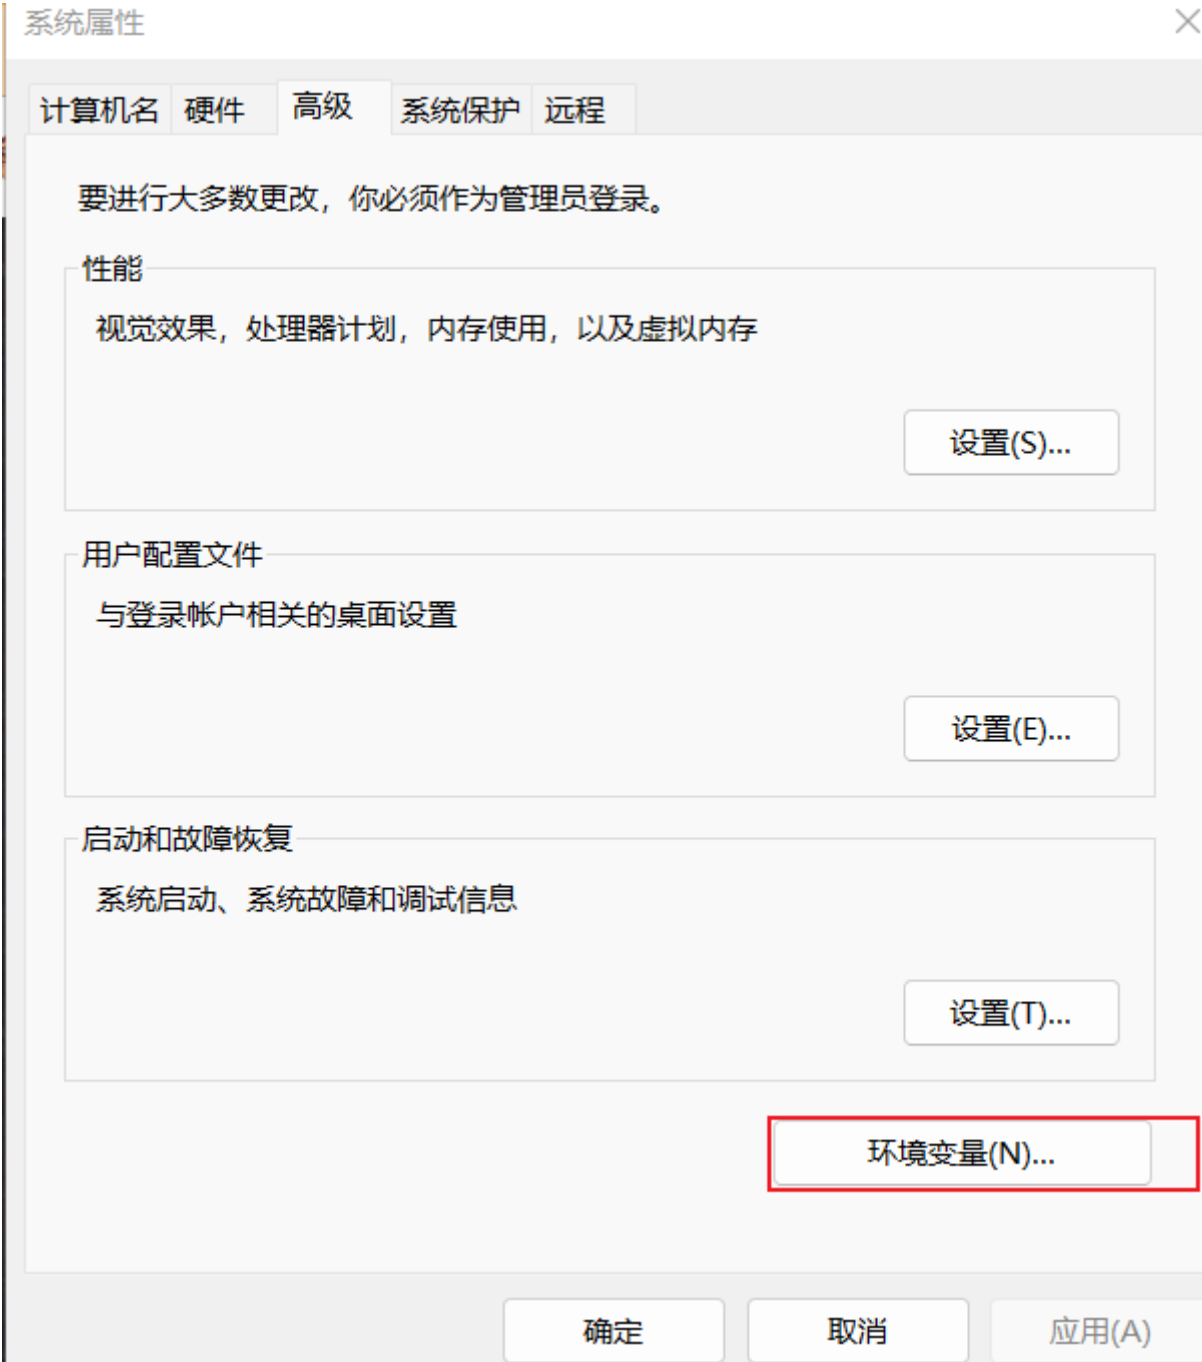 系统属性
计算机名 硬件 高级 系统保护 远程
要进行大多数更改，你必须作为管理员登录。
性能
视觉效果，处理器计划，内存使用，以及虚拟内存
设置(S)...
用户配置文件
与登录帐户相关的桌面设置
设置(E)...
启动和故障恢复
系统启动、系统故障和调试信息
设置(T)...
环境变量(N)...
确定 取消 应用(A)